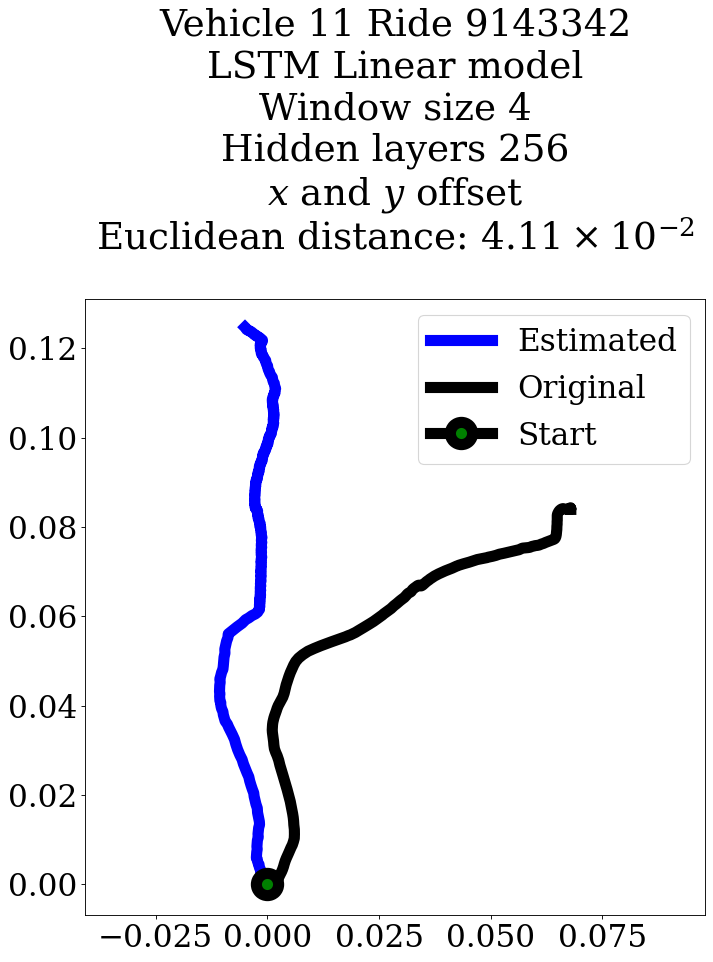 Vehicle 11 Ride 9143342
LSTM Linear model
Window size 4
Hidden layers 256
x and y offset
Euclidean distance: 4.11 × 10⁻²
Estimated
Original
Start
0.12
0.10
0.08
0.06
0.04
0.02
0.00
−0.025 0.000 0.025 0.050 0.075